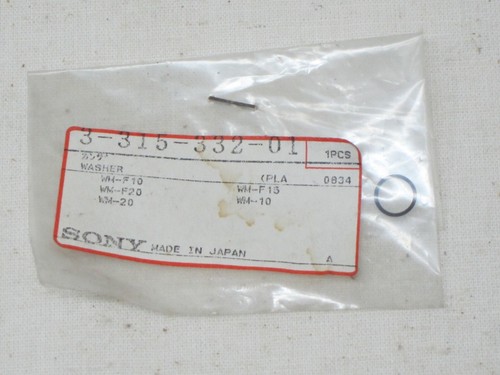 3-315-332-01
1PCS
WASHER
(PLA 0834
WM-F10 WM-F15
WM-F20 WM-10
WM-20
SONY MADE IN JAPAN A